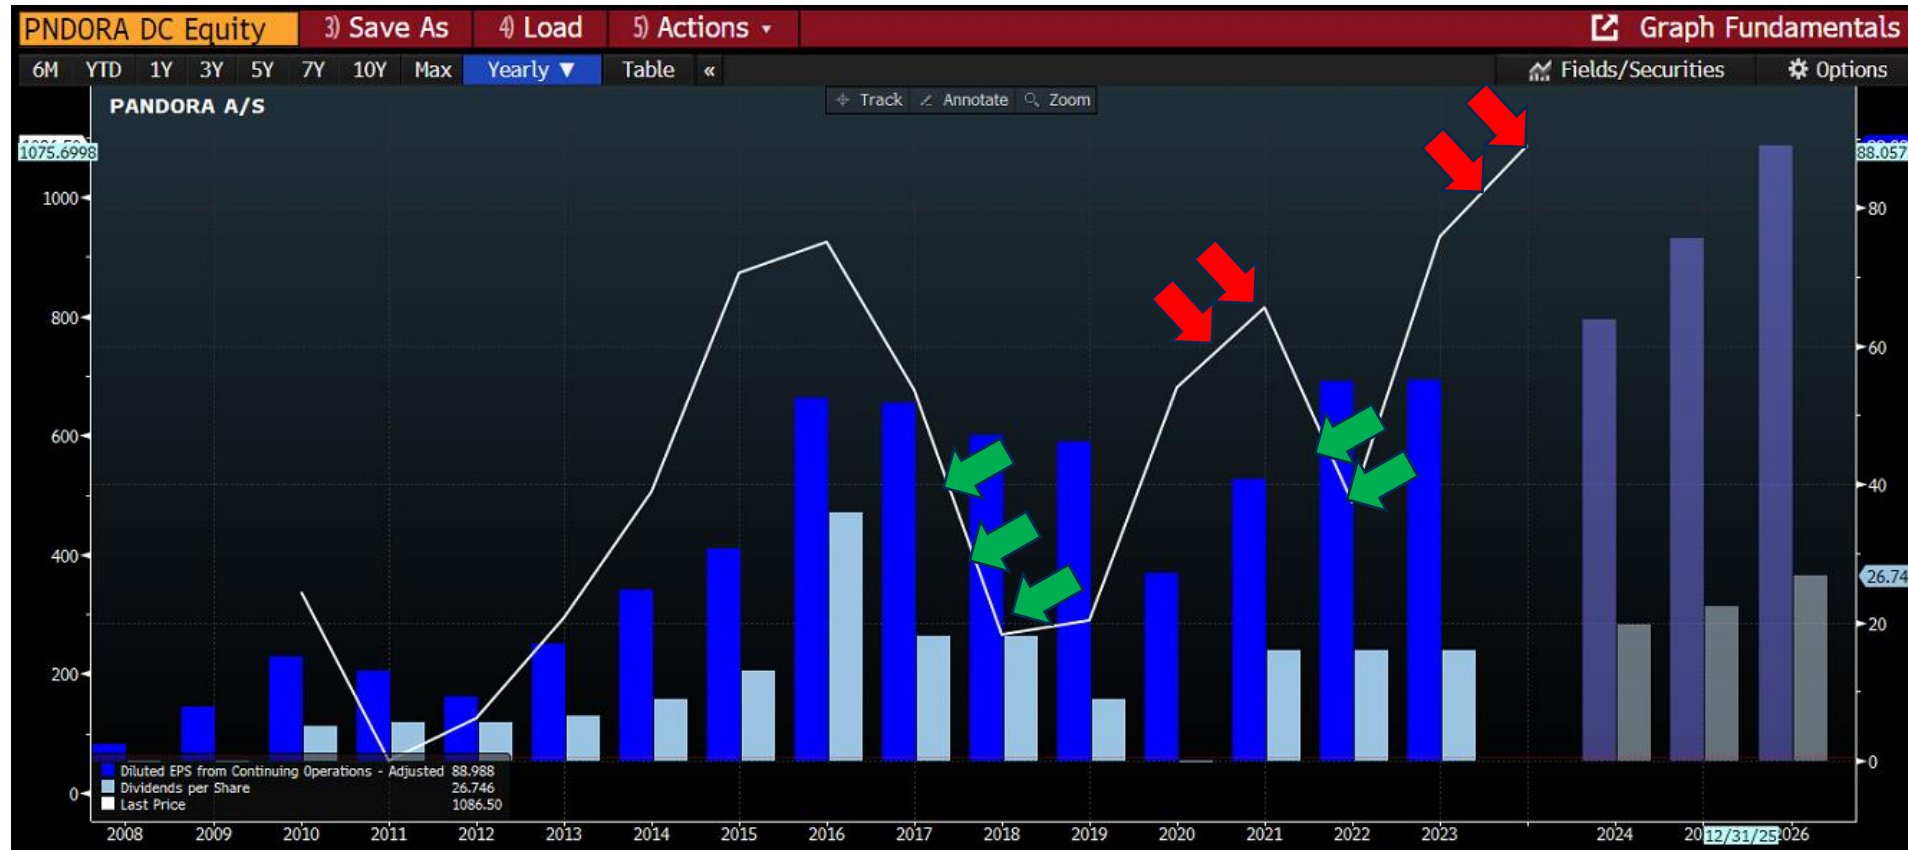 PNDORA DC Equity 3) Save As 4) Load 5) Actions Graph Fundamentals
6M YTD 1Y 3Y 5Y 7Y 10Y Max Yearly ▼ Table « Fields/Securities Options
Track Annotate Zoom
PANDORA A/S
1075.6998
1000
800
600
400
200
0
88.057
80
60
40
26.74
20
0
Diluted EPS from Continuing Operations - Adjusted 88.988
Dividends per Share 26.746
Last Price 1086.50
2008 2009 2010 2011 2012 2013 2014 2015 2016 2017 2018 2019 2020 2021 2022 2023 2024 20 12/31/25 2026